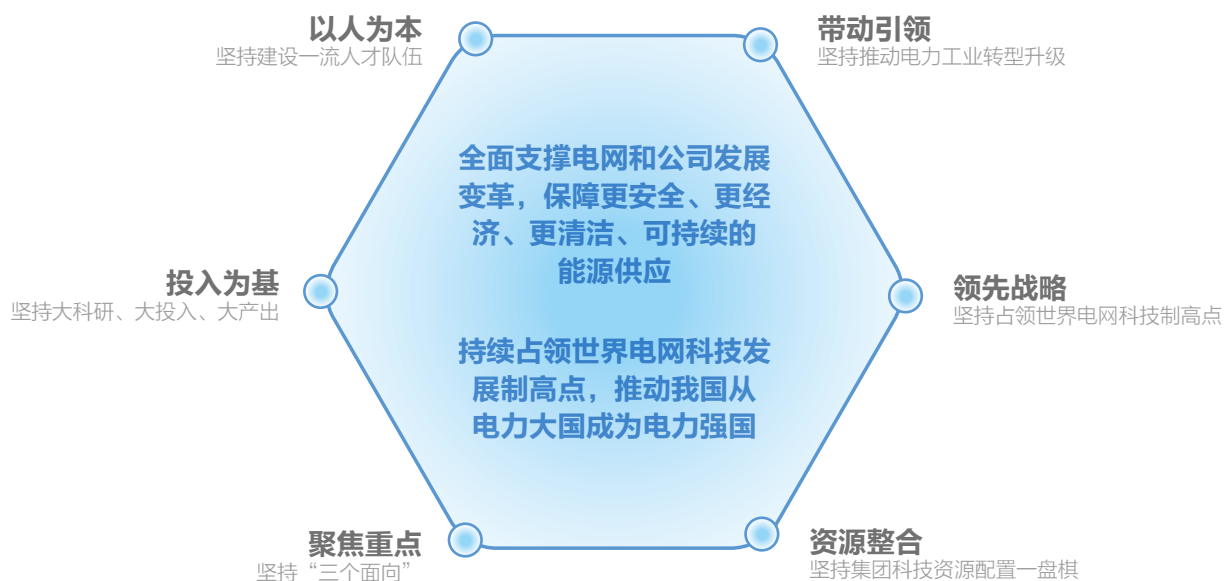 以人为本
坚持建设一流人才队伍
带动引领
坚持推动电力工业转型升级
全面支撑电网和公司发展
变革，保障更安全、更经
济、更清洁、可持续的
能源供应
投入为基
坚持大科研、大投入、大产出
领先战略
坚持占领世界电网科技制高点
持续占领世界电网科技发
展制高点，推动我国从
电力大国成为电力强国
聚焦重点
坚持“三个面向”
资源整合
坚持集团科技资源配置一盘棋